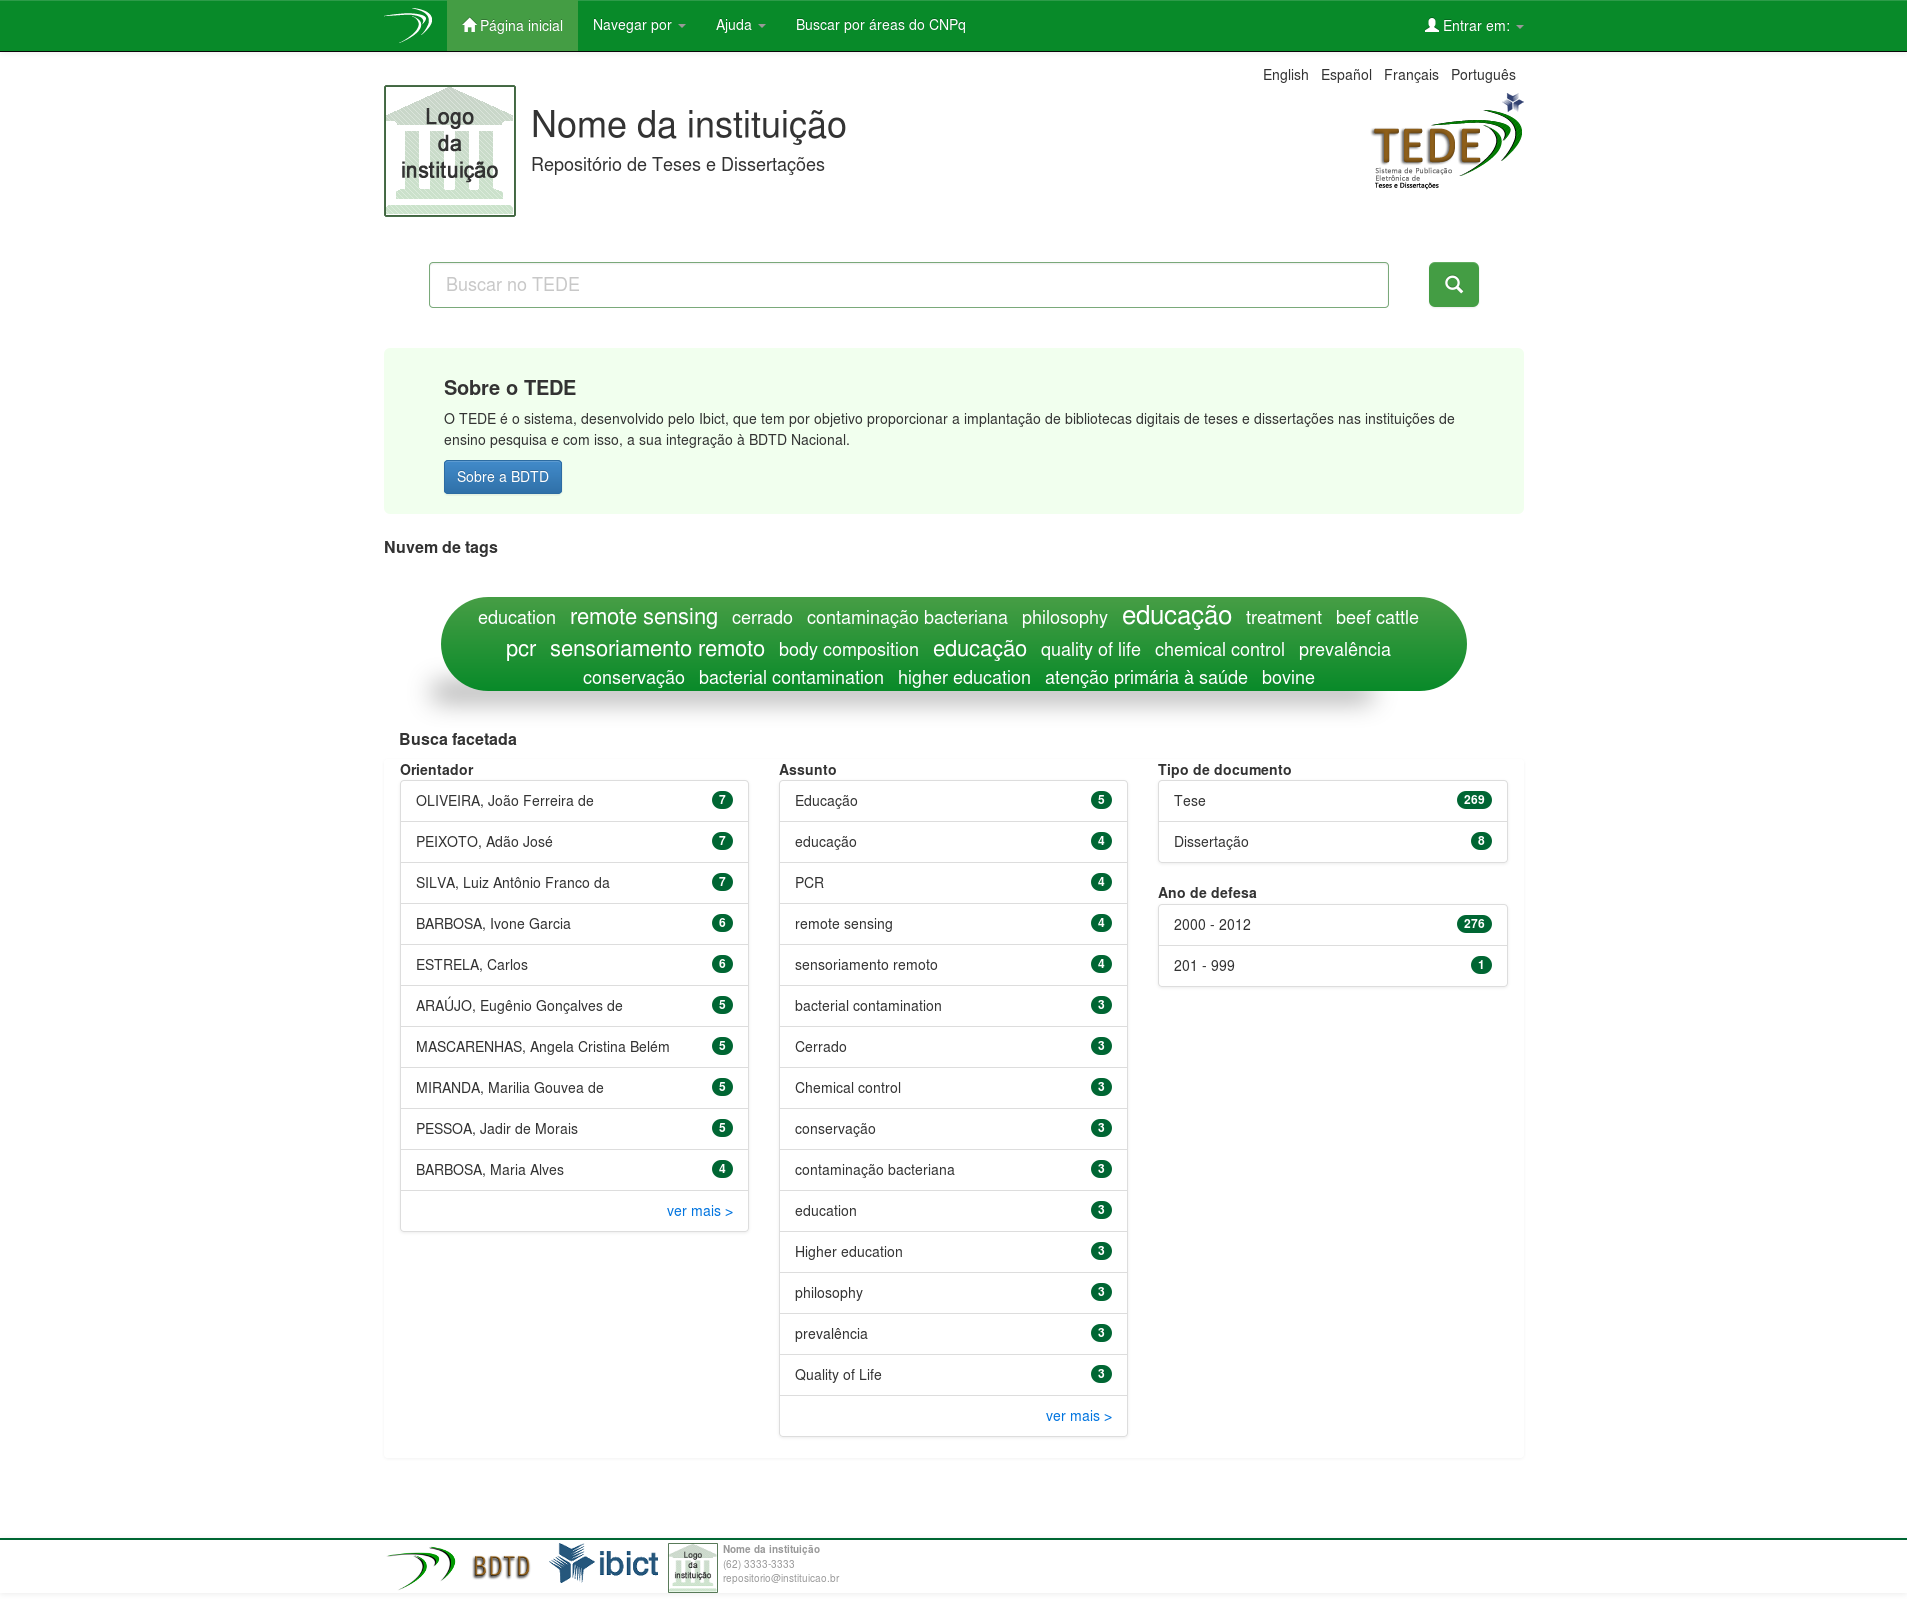 Página inicial Navegar por Ajuda Buscar por áreas do CNPq Entrar em:
English Español Français Português
Logo
da
instituição
Nome da instituição
Repositório de Teses e Dissertações
TEDE
Sistema de Publicação
Eletrônica de
Teses e Dissertações
Buscar no TEDE
Sobre o TEDE
O TEDE é o sistema, desenvolvido pelo Ibict, que tem por objetivo proporcionar a implantação de bibliotecas digitais de teses e dissertações nas instituições de
ensino pesquisa e com isso, a sua integração à BDTD Nacional.
Sobre a BDTD
Nuvem de tags
education remote sensing cerrado contaminação bacteriana philosophy educação treatment beef cattle
pcr sensoriamento remoto body composition educação quality of life chemical control prevalência
conservação bacterial contamination higher education atenção primária à saúde bovine
Busca facetada
Orientador
OLIVEIRA, João Ferreira de 7
PEIXOTO, Adão José 7
SILVA, Luiz Antônio Franco da 7
BARBOSA, Ivone Garcia 6
ESTRELA, Carlos 6
ARAÚJO, Eugênio Gonçalves de 5
MASCARENHAS, Angela Cristina Belém 5
MIRANDA, Marilia Gouvea de 5
PESSOA, Jadir de Morais 5
BARBOSA, Maria Alves 4
ver mais >
Assunto
Educação 5
educação 4
PCR 4
remote sensing 4
sensoriamento remoto 4
bacterial contamination 3
Cerrado 3
Chemical control 3
conservação 3
contaminação bacteriana 3
education 3
Higher education 3
philosophy 3
prevalência 3
Quality of Life 3
ver mais >
Tipo de documento
Tese 269
Dissertação 8
Ano de defesa
2000 - 2012 276
201 - 999 1
BDTD
ibict
Logo
da
instituição
Nome da instituição
(62) 3333-3333
repositorio@instituicao.br